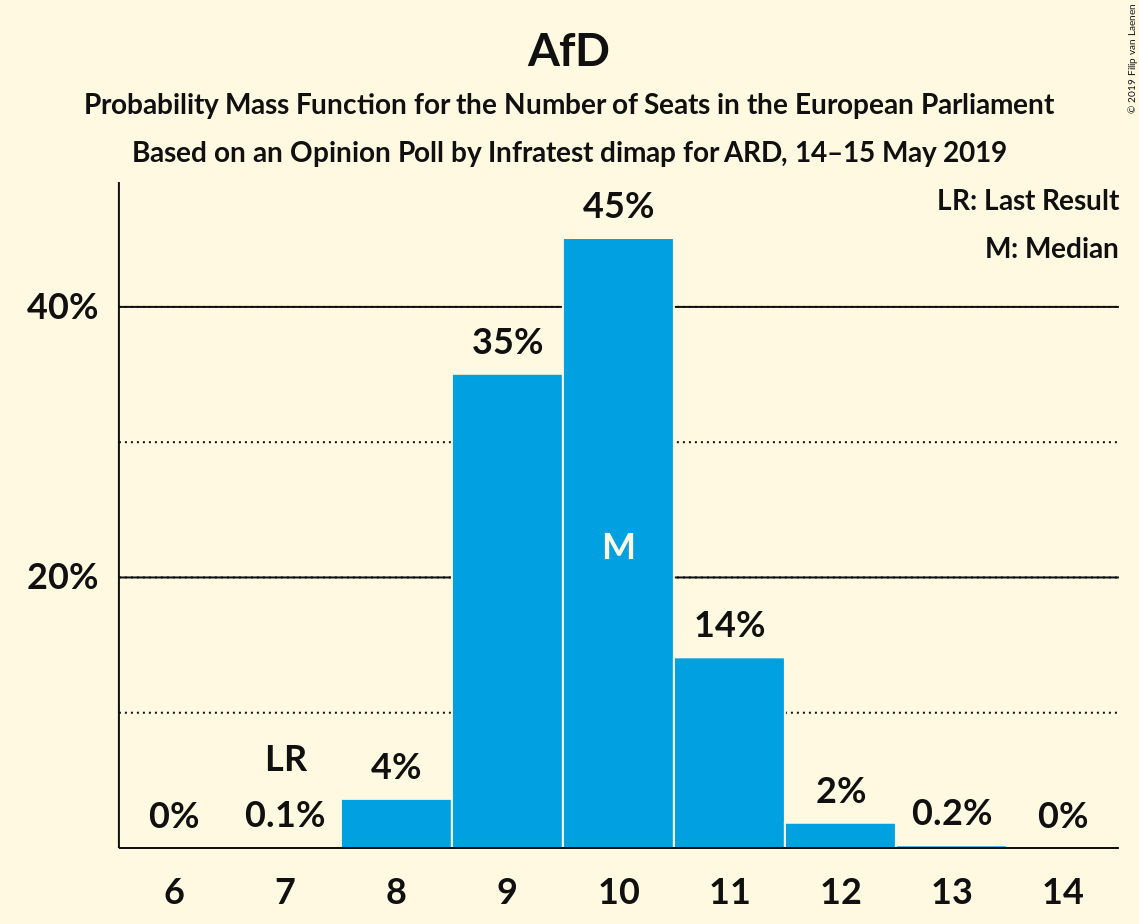 AfD
Probability Mass Function for the Number of Seats in the European Parliament
Based on an Opinion Poll by Infratest dimap for ARD, 14–15 May 2019
© 2019 Filip van Laenen
LR: Last Result
M: Median
45%
40%
35%
M
20%
14%
LR
4%
2%
0%
0.1%
0.2%
0%
6 7 8 9 10 11 12 13 14